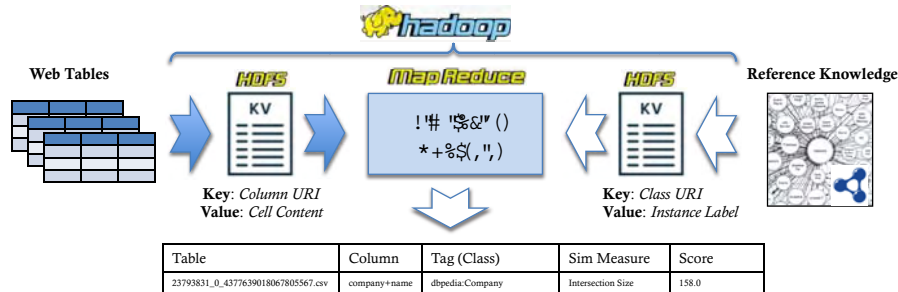 hadoop
Web Tables
HDFS
MapReduce
HDFS
Reference Knowledge
KV
KV
Key: Column URI
Value: Cell Content
Key: Class URI
Value: Instance Label
Table Column Tag (Class) Sim Measure Score
23793831_0_4377639018067805567.csv company+name dbpedia:Company Intersection Size 158.0